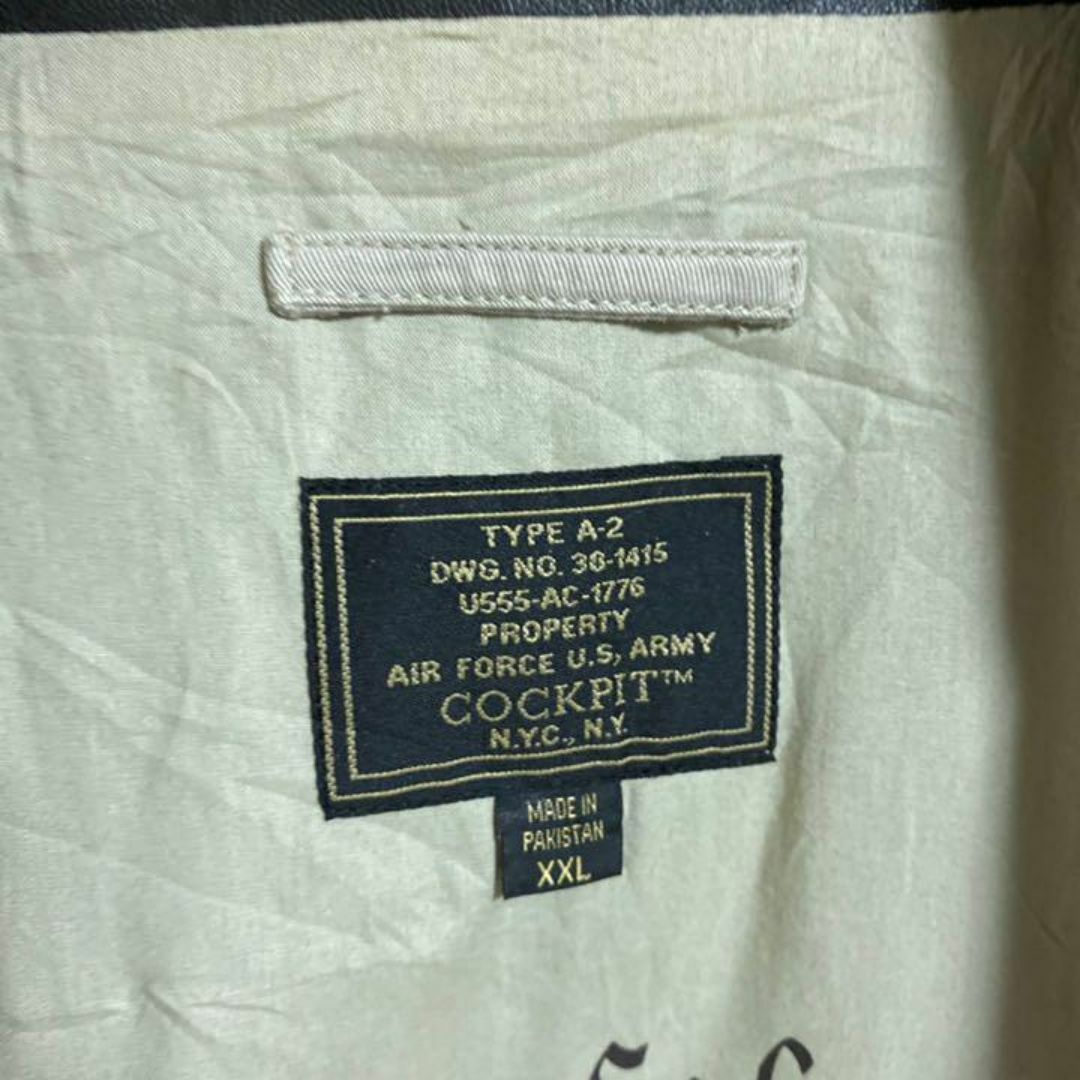 TYPE A-2
DWG. NO. 30-1415
U555-AC-1776
PROPERTY
AIR FORCE U.S, ARMY
COCKPIT™
N.Y.C., N.Y.
MADE IN
PAKISTAN
XXL